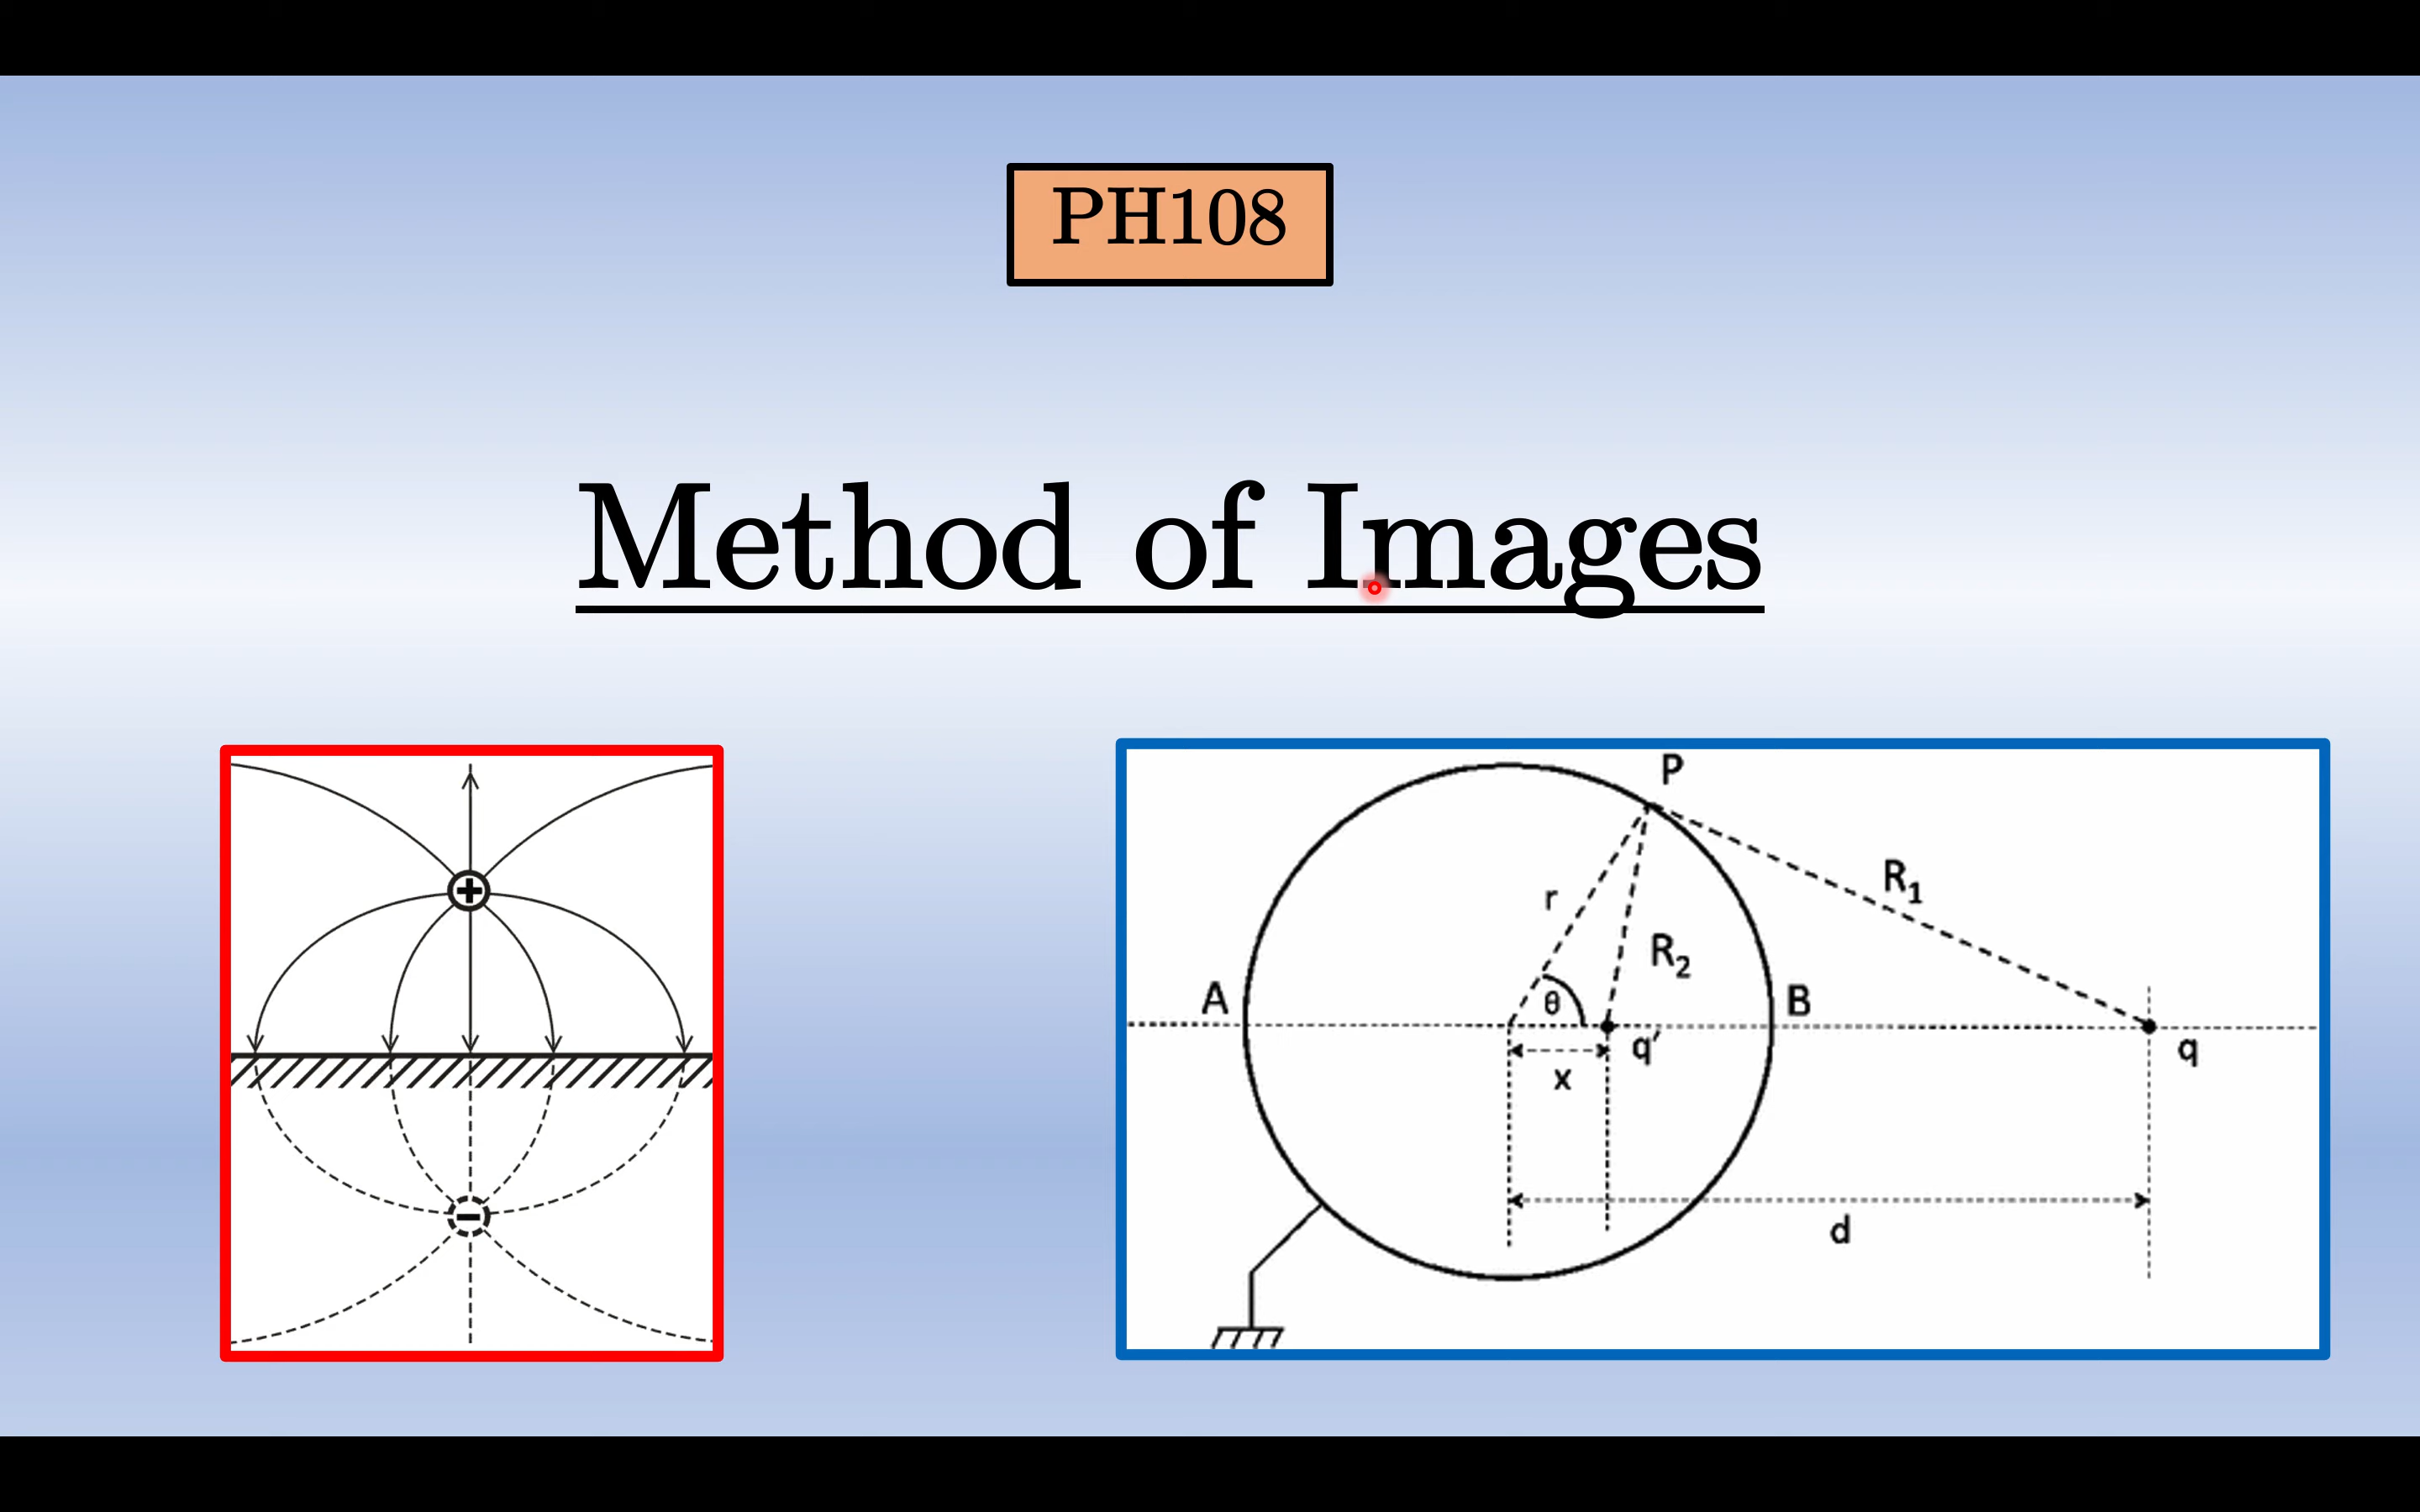 PH108
Method of Images
P
r
R₁
R₂
A
θ
B
q′
x
q
d